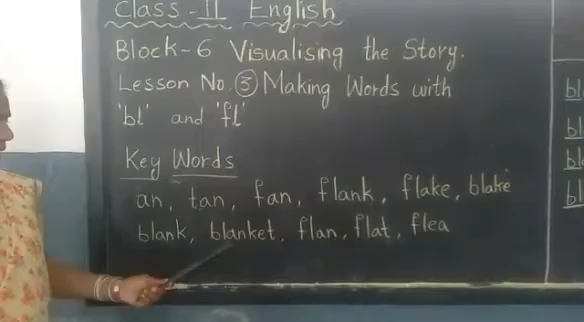 Class - II English
Block-6 Visualising the Story.
Lesson No. ③ Making Words with
'bl' and 'fl'
Key Words
an, tan, fan, flank, flake, blake
blank, blanket, flan, flat, flea